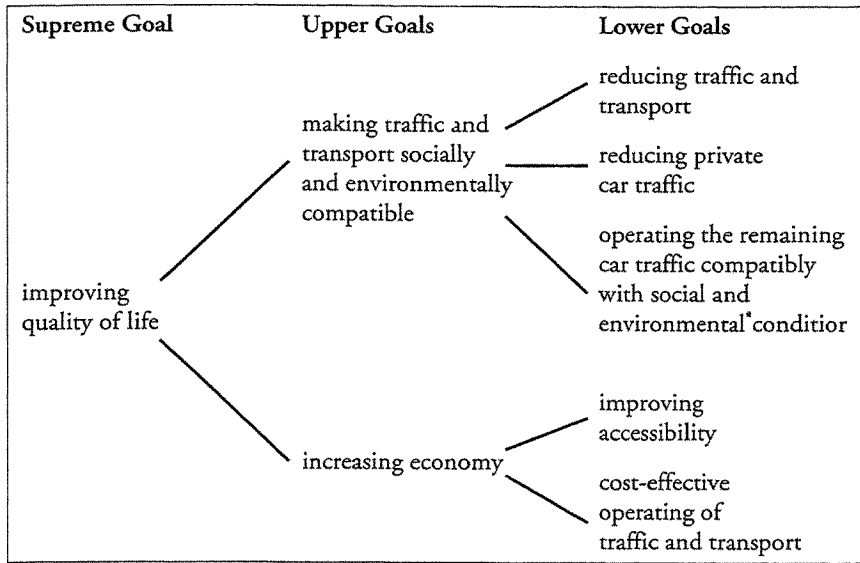 Supreme Goal
Upper Goals
Lower Goals
improving
quality of life
making traffic and
transport socially
and environmentally
compatible
reducing traffic and
transport
reducing private
car traffic
operating the remaining
car traffic compatibly
with social and
environmental conditior
increasing economy
improving
accessibility
cost-effective
operating of
traffic and transport